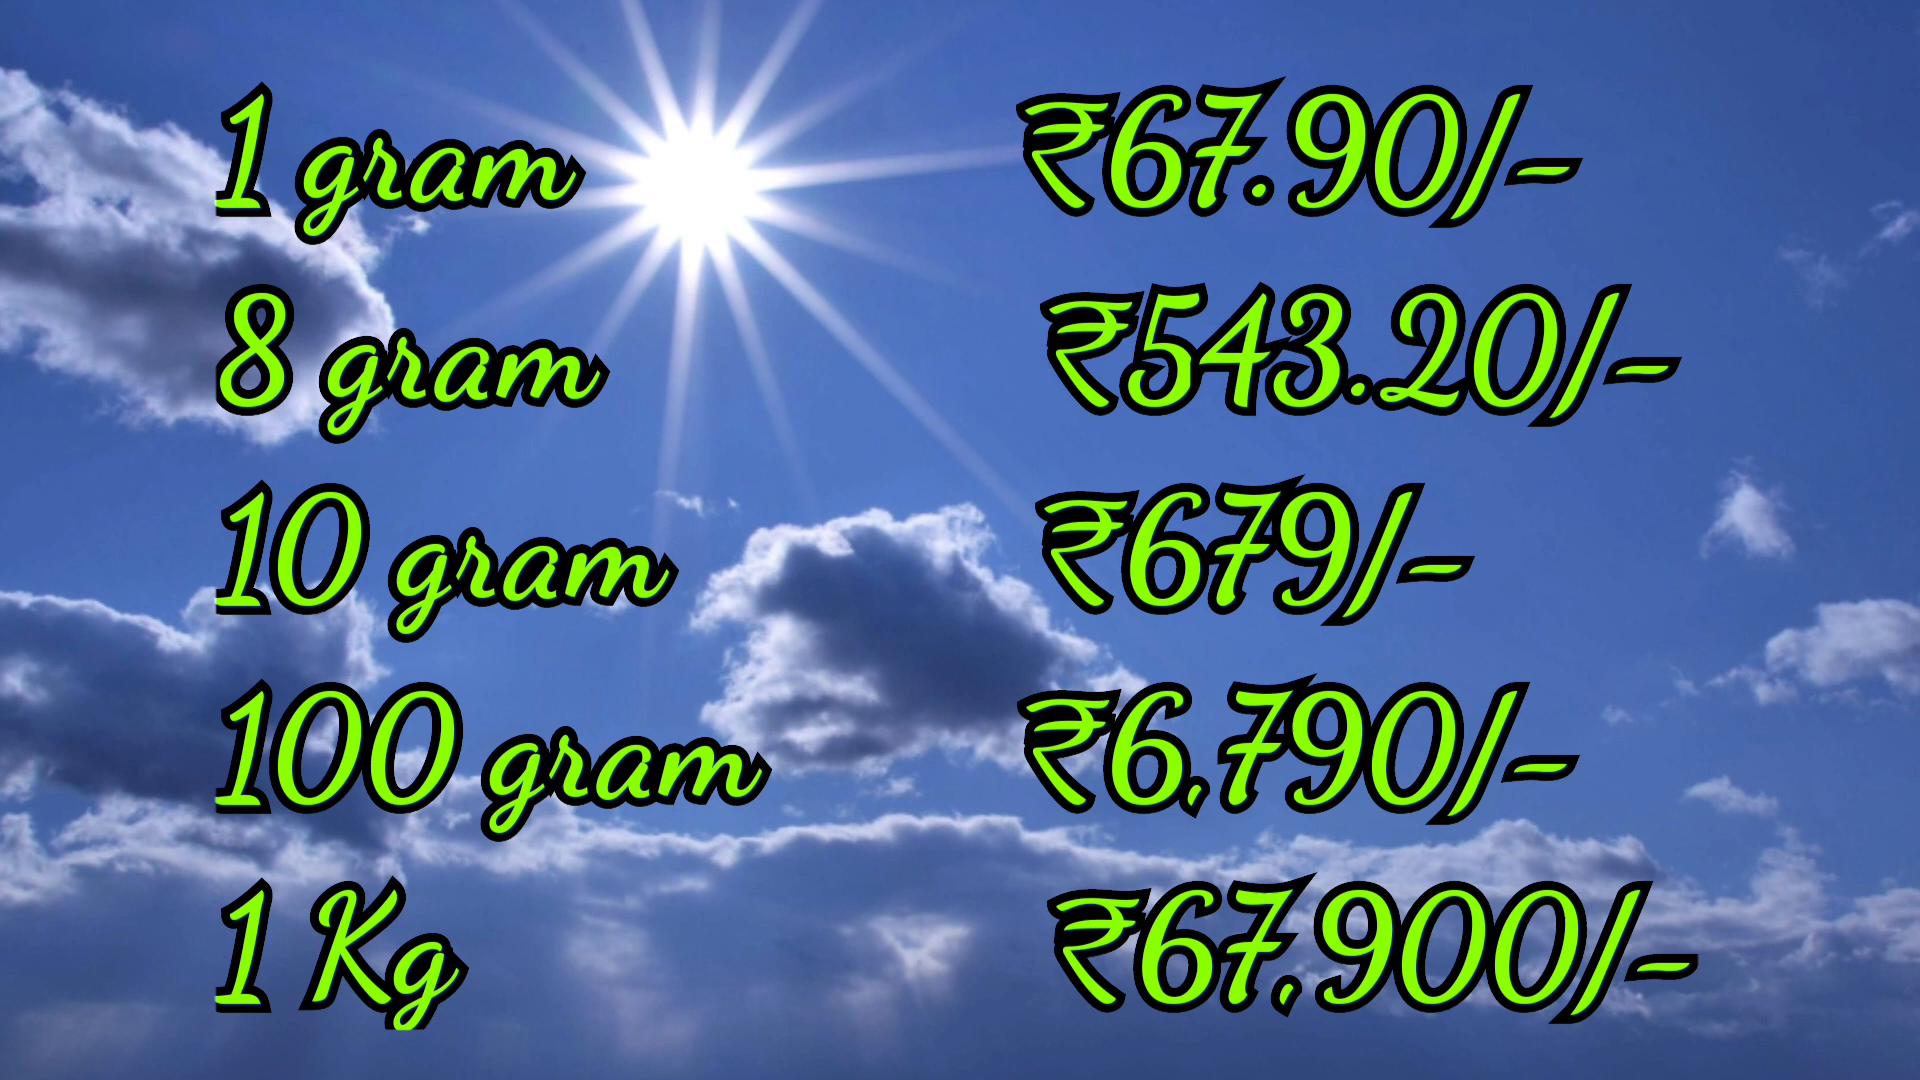 1 gram ₹67.90/-
8 gram ₹543.20/-
10 gram ₹679/-
100 gram ₹6,790/-
1 Kg ₹67,900/-